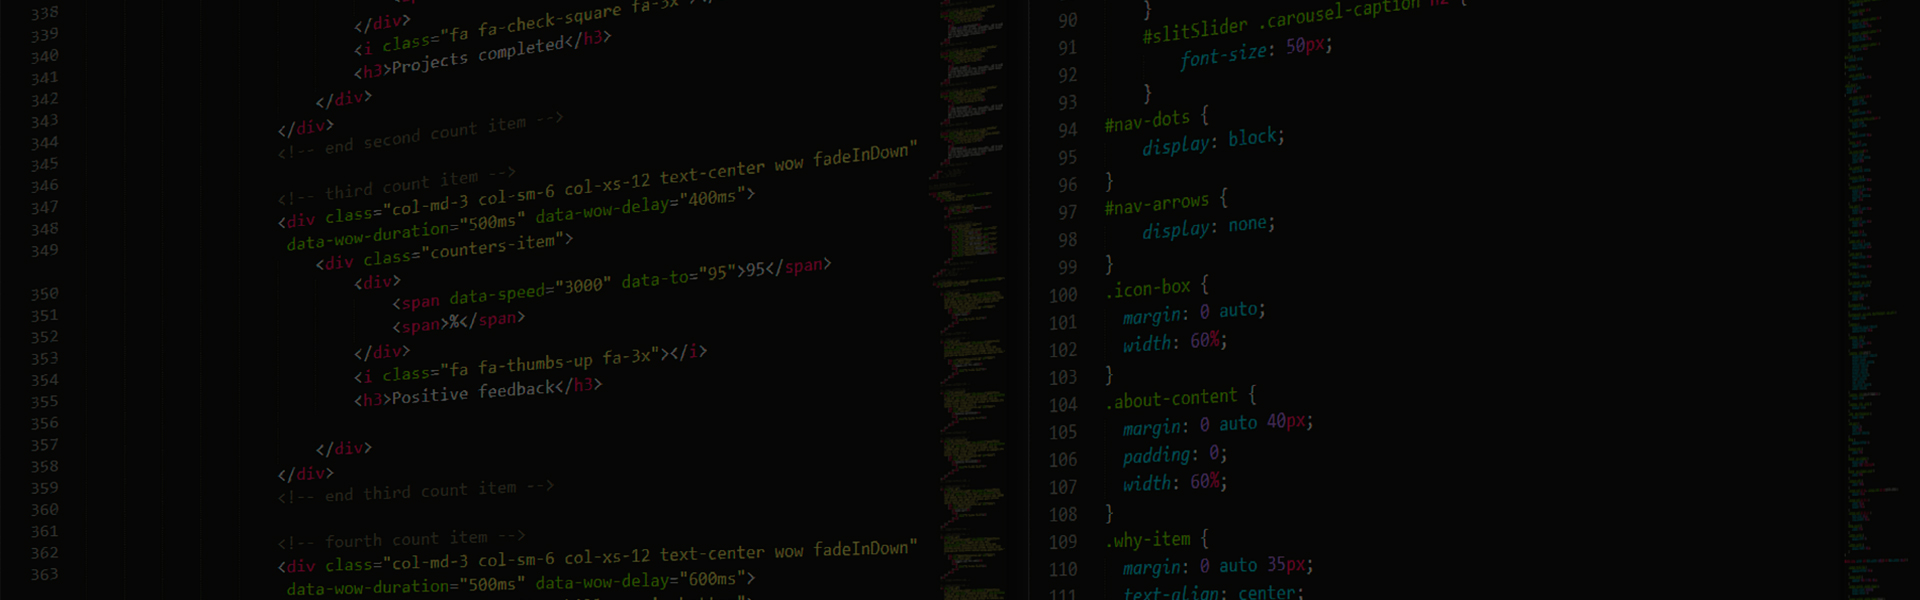 338
339
340
341
342
343
344
345
346
347
348
349
350
351
352
353
354
355
356
357
358
359
360
361
362
363
</div>
<i class="fa fa-check-square fa-3x"
<h3>Projects completed</h3>
</div>
</div>
<!-- end second count item -->
<!-- third count item -->
<div class="col-md-3 col-sm-6 col-xs-12 text-center wow fadeInDown"
data-wow-duration="500ms" data-wow-delay="400ms">
<div class="counters-item">
<div>
<span data-speed="3000" data-to="95">95</span>
<span>%</span>
</div>
<i class="fa fa-thumbs-up fa-3x"></i>
<h3>Positive feedback</h3>
</div>
</div>
<!-- end third count item -->
<!-- fourth count item -->
<div class="col-md-3 col-sm-6 col-xs-12 text-center wow fadeInDown"
data-wow-duration="500ms" data-wow-delay="600ms">
90
91
92
93
94
95
96
97
98
99
100
101
102
103
104
105
106
107
108
109
110
111
}
#slitSlider .carousel-caption h2 {
font-size: 50px;
}
#nav-dots {
display: block;
}
#nav-arrows {
display: none;
}
.icon-box {
margin: 0 auto;
width: 60%;
}
.about-content {
margin: 0 auto 40px;
padding: 0;
width: 60%;
}
.why-item {
margin: 0 auto 35px;
text-align: center;